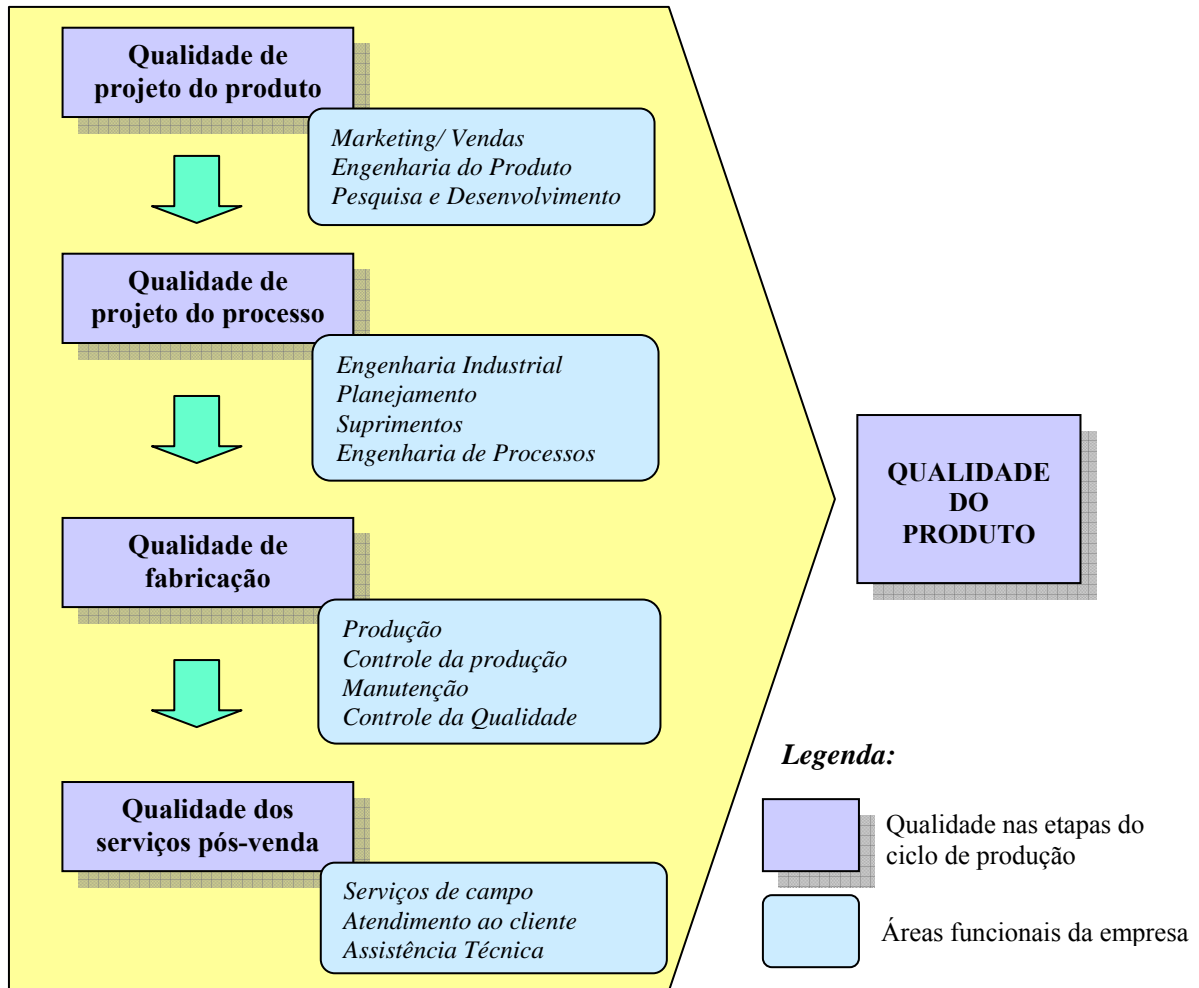 Qualidade de
projeto do produto
Marketing/ Vendas
Engenharia do Produto
Pesquisa e Desenvolvimento
Qualidade de
projeto do processo
Engenharia Industrial
Planejamento
Suprimentos
Engenharia de Processos
Qualidade de
fabricação
Produção
Controle da produção
Manutenção
Controle da Qualidade
Qualidade dos
serviços pós-venda
Serviços de campo
Atendimento ao cliente
Assistência Técnica
QUALIDADE
DO
PRODUTO
Legenda:
Qualidade nas etapas do
ciclo de produção
Áreas funcionais da empresa